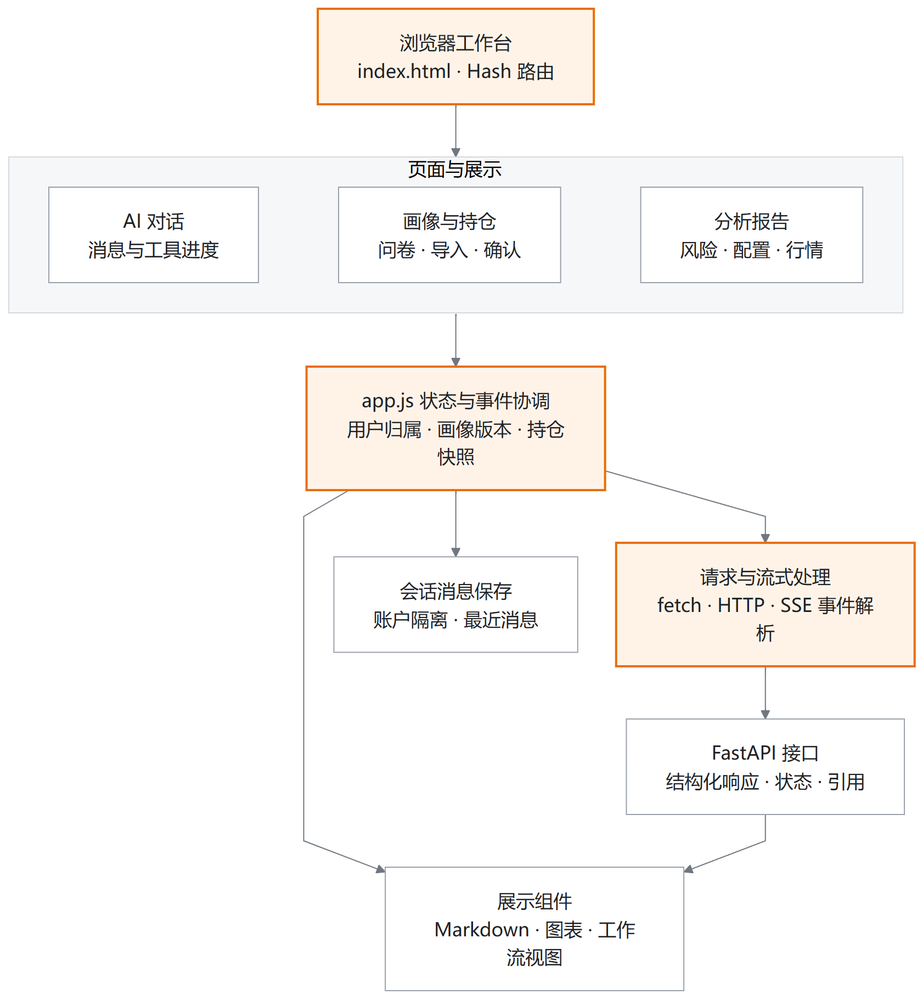 浏览器工作台
index.html · Hash 路由
页面与展示
AI 对话
消息与工具进度
画像与持仓
问卷 · 导入 · 确认
分析报告
风险 · 配置 · 行情
app.js 状态与事件协调
用户归属 · 画像版本 · 持仓
快照
会话消息保存
账户隔离 · 最近消息
请求与流式处理
fetch · HTTP · SSE 事件解
析
FastAPI 接口
结构化响应 · 状态 · 引用
展示组件
Markdown · 图表 · 工作
流视图